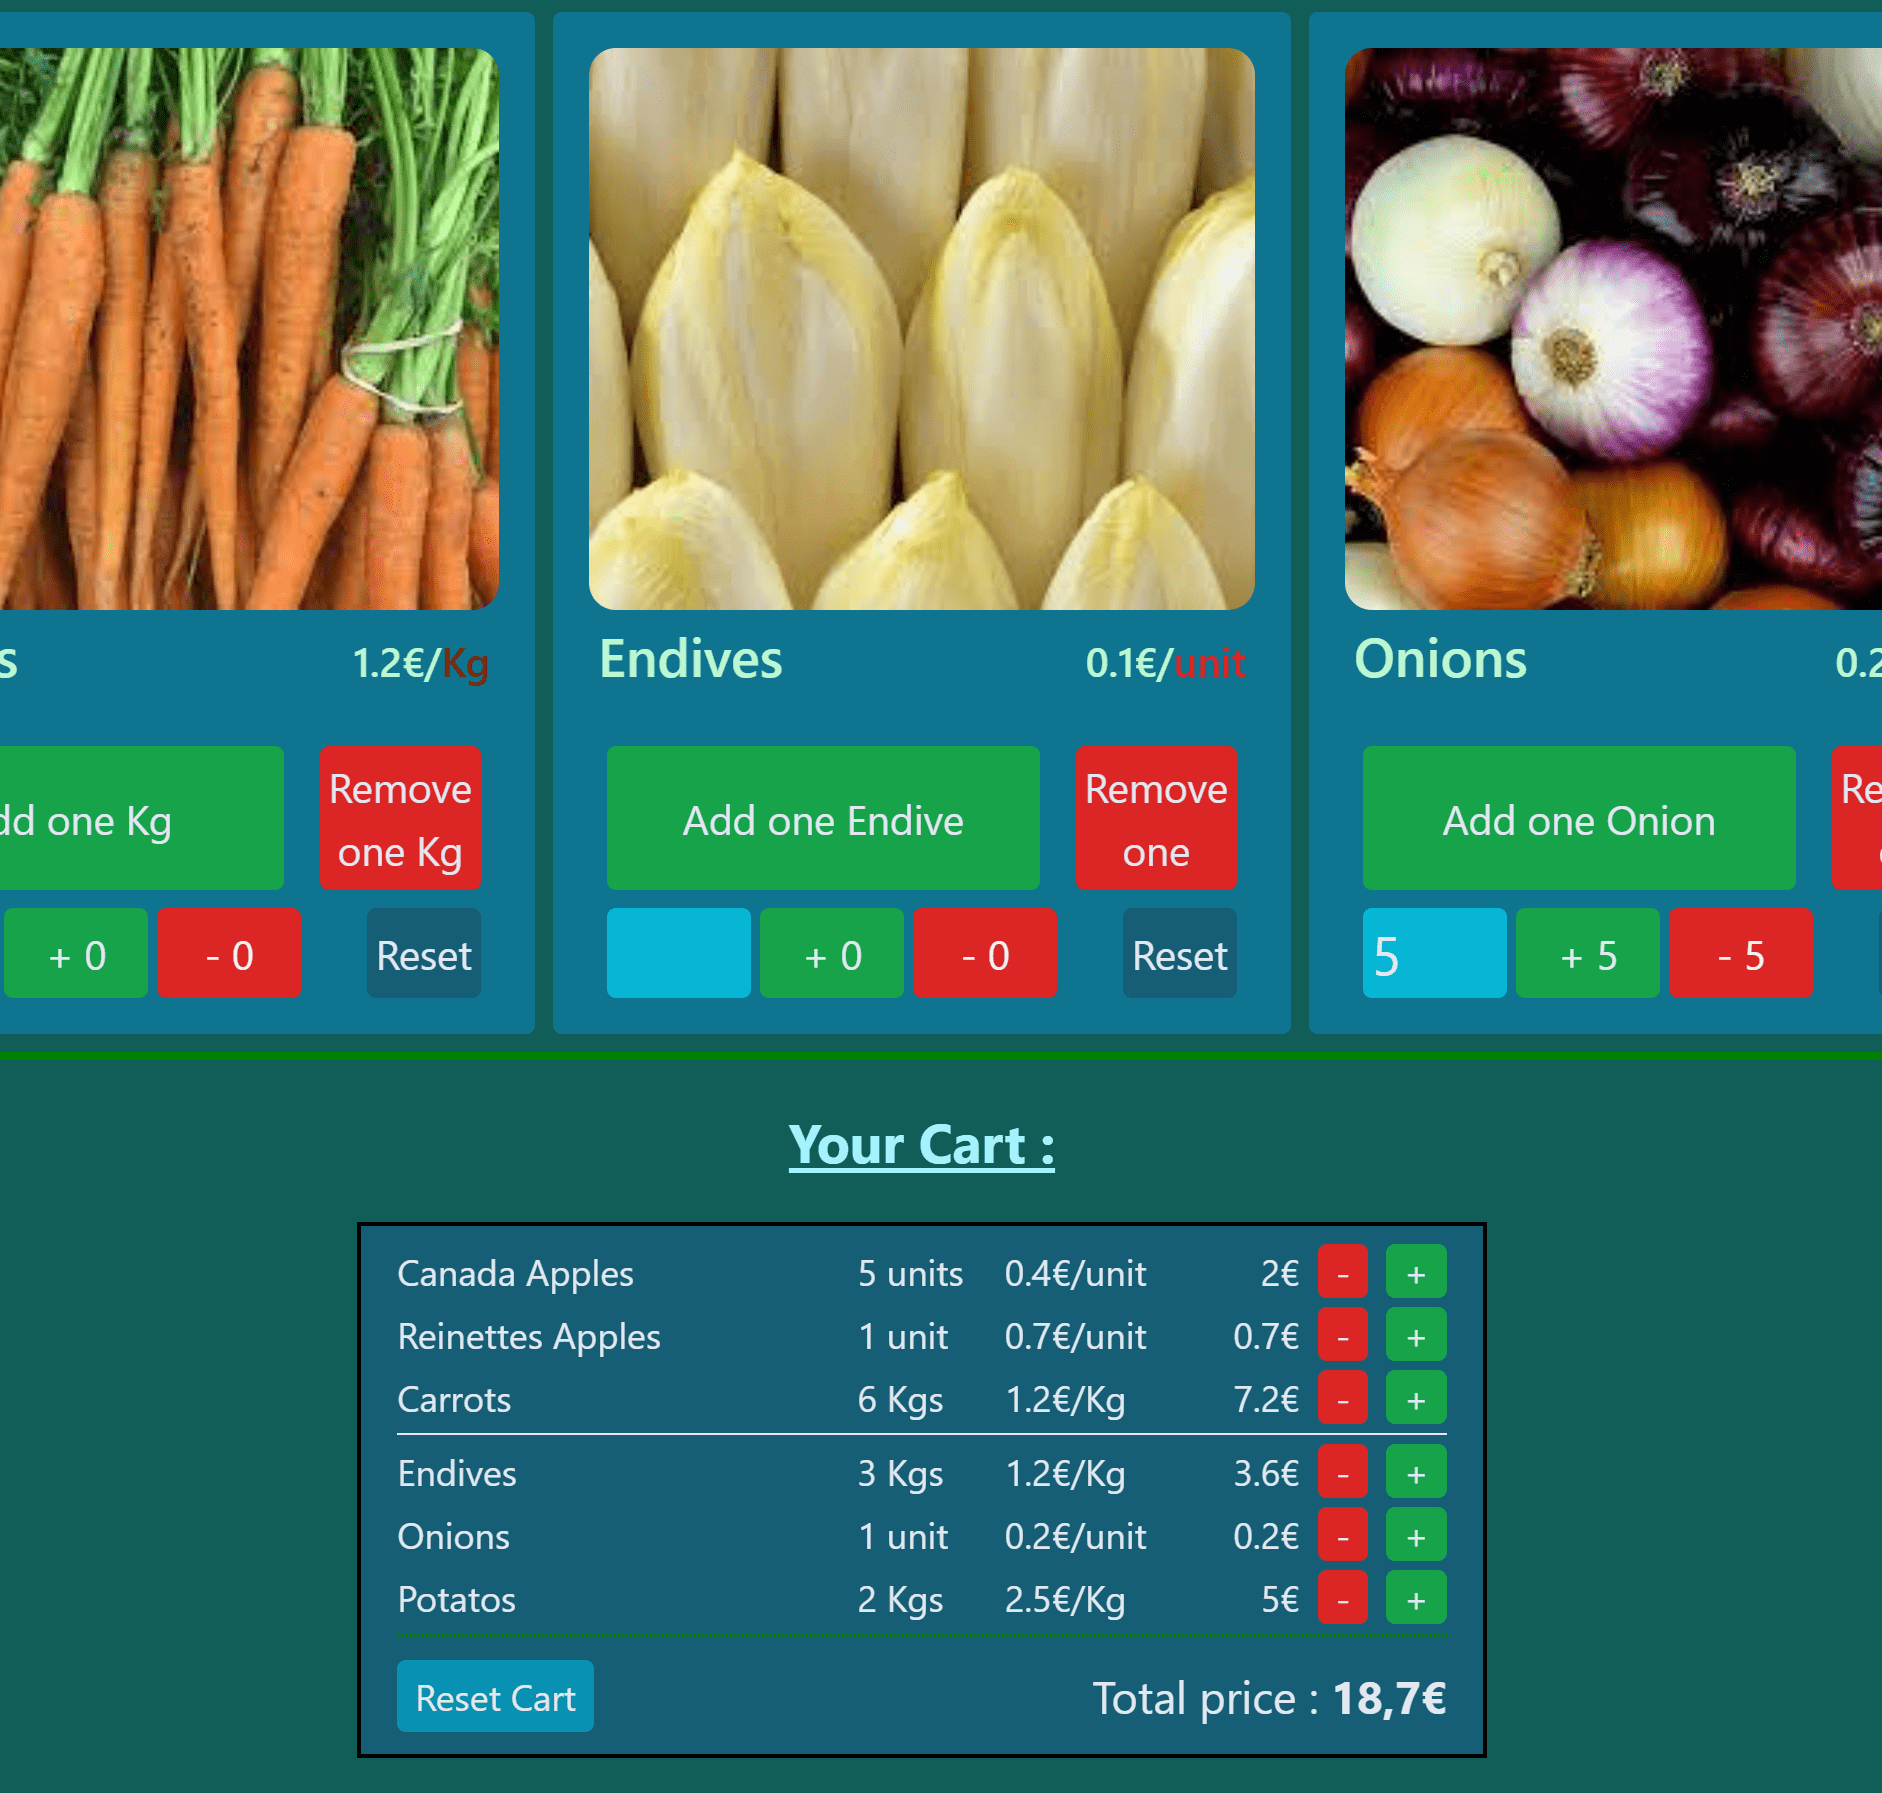 s 1.2€/Kg
Endives 0.1€/unit
Onions 0.2
dd one Kg
Remove
one Kg
Add one Endive
Remove
one
Add one Onion
Re
+ 0 - 0 Reset
+ 0 - 0 Reset
5 + 5 - 5
Your Cart :
Canada Apples 5 units 0.4€/unit 2€ - +
Reinettes Apples 1 unit 0.7€/unit 0.7€ - +
Carrots 6 Kgs 1.2€/Kg 7.2€ - +
Endives 3 Kgs 1.2€/Kg 3.6€ - +
Onions 1 unit 0.2€/unit 0.2€ - +
Potatos 2 Kgs 2.5€/Kg 5€ - +
Reset Cart Total price : 18,7€